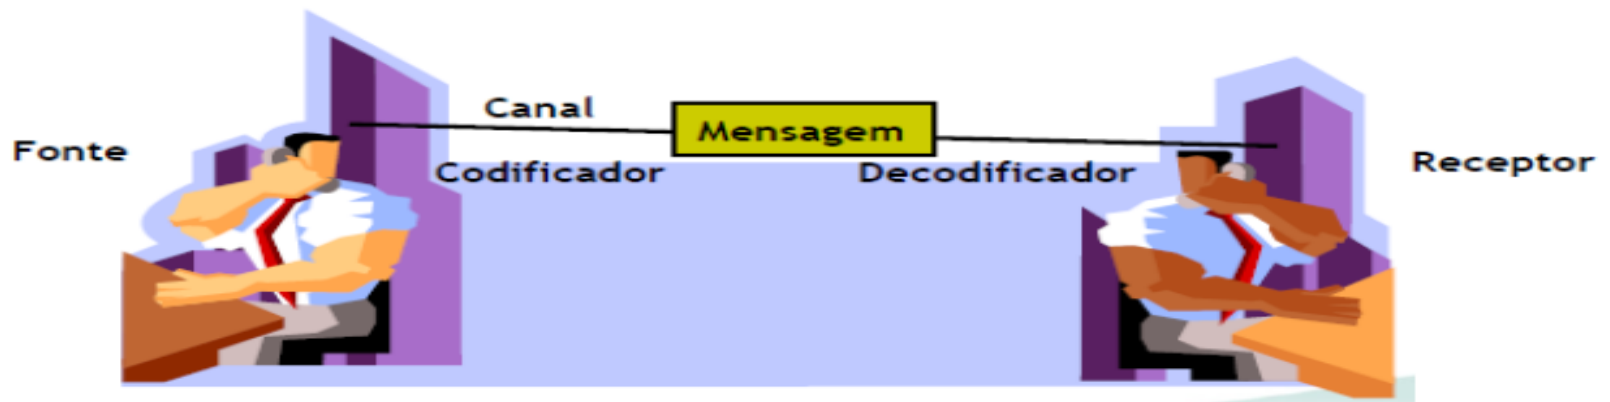 Canal
Mensagem
Fonte
Codificador
Decodificador
Receptor